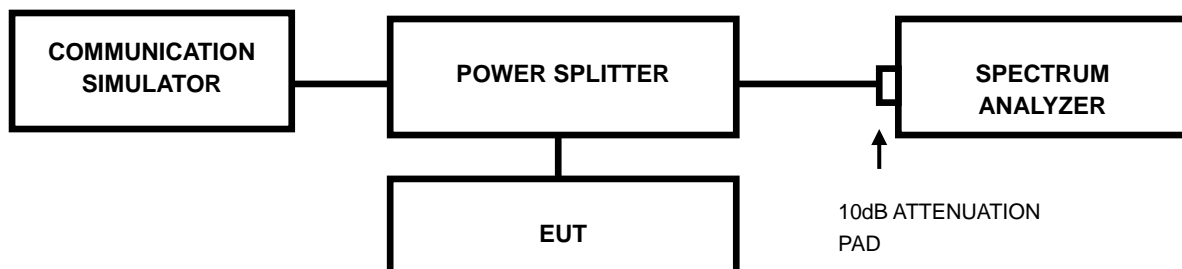 COMMUNICATION
SIMULATOR
POWER SPLITTER
SPECTRUM
ANALYZER
EUT
10dB ATTENUATION
PAD